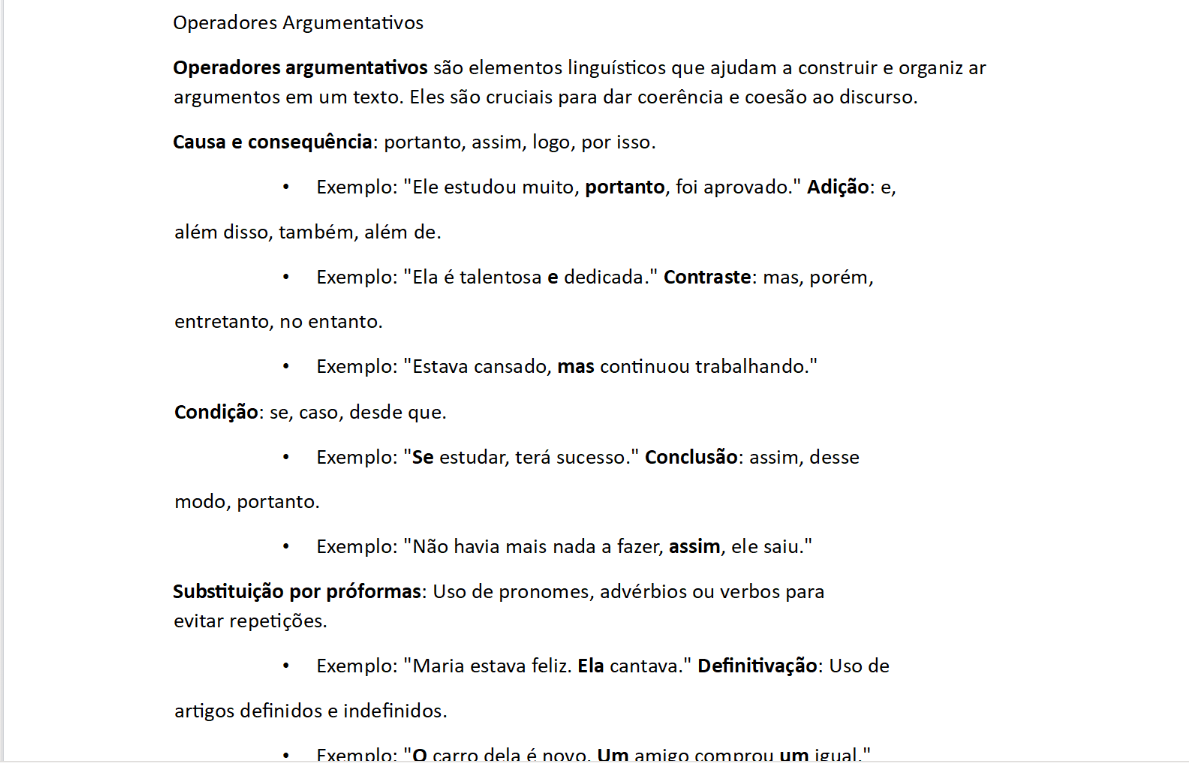 Operadores Argumentativos
Operadores argumentativos são elementos linguísticos que ajudam a construir e organiz ar
argumentos em um texto. Eles são cruciais para dar coerência e coesão ao discurso.
Causa e consequência: portanto, assim, logo, por isso.
• Exemplo: "Ele estudou muito, portanto, foi aprovado." Adição: e,
além disso, também, além de.
• Exemplo: "Ela é talentosa e dedicada." Contraste: mas, porém,
entretanto, no entanto.
• Exemplo: "Estava cansado, mas continuou trabalhando."
Condição: se, caso, desde que.
• Exemplo: "Se estudar, terá sucesso." Conclusão: assim, desse
modo, portanto.
• Exemplo: "Não havia mais nada a fazer, assim, ele saiu."
Substituição por próformas: Uso de pronomes, advérbios ou verbos para
evitar repetições.
• Exemplo: "Maria estava feliz. Ela cantava." Definitivação: Uso de
artigos definidos e indefinidos.
• Exemplo: "O carro dela é novo. Um amigo comprou um igual."